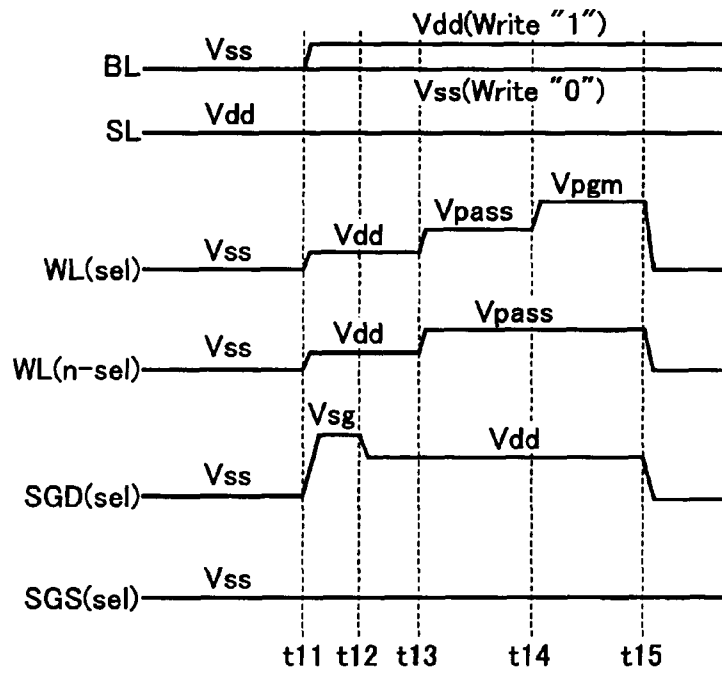 Vdd(Write "1")
Vss
BL
Vss(Write "0")
Vdd
SL
Vpgm
Vpass
Vdd
Vss
WL(sel)
Vpass
Vdd
Vss
WL(n-sel)
Vsg
Vdd
Vss
SGD(sel)
Vss
SGS(sel)
t11 t12 t13 t14 t15